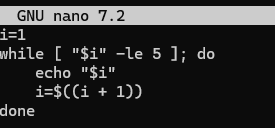 GNU nano 7.2
i=1
while [ "$i" -le 5 ]; do
    echo "$i"
    i=$((i + 1))
done